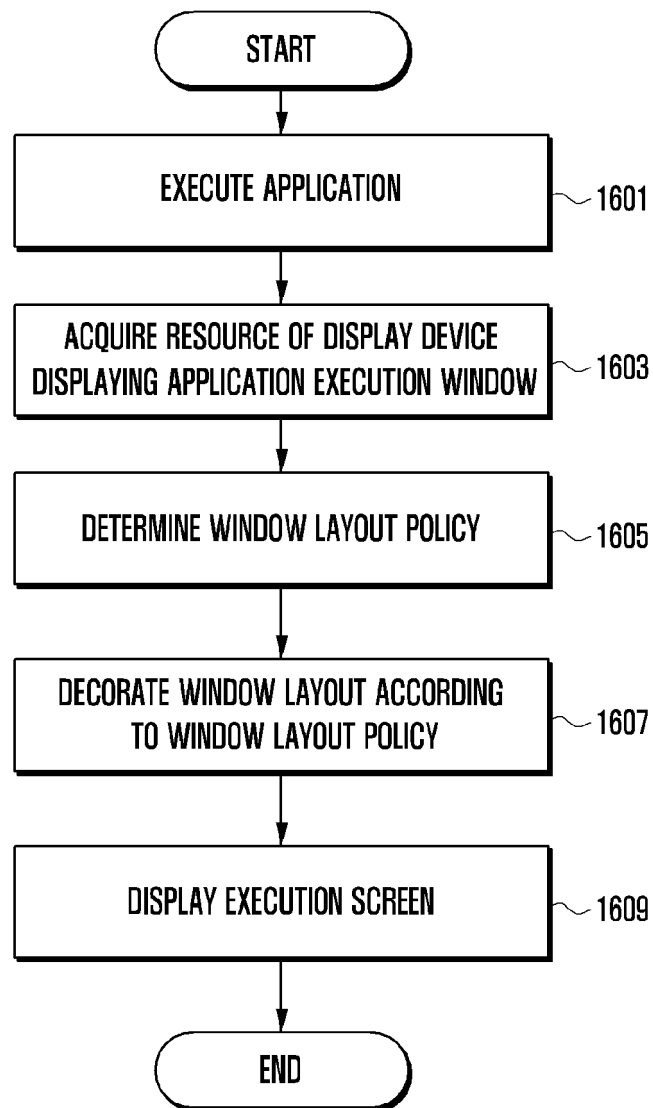 START
EXECUTE APPLICATION
1601
ACQUIRE RESOURCE OF DISPLAY DEVICE
DISPLAYING APPLICATION EXECUTION WINDOW
1603
DETERMINE WINDOW LAYOUT POLICY
1605
DECORATE WINDOW LAYOUT ACCORDING
TO WINDOW LAYOUT POLICY
1607
DISPLAY EXECUTION SCREEN
1609
END